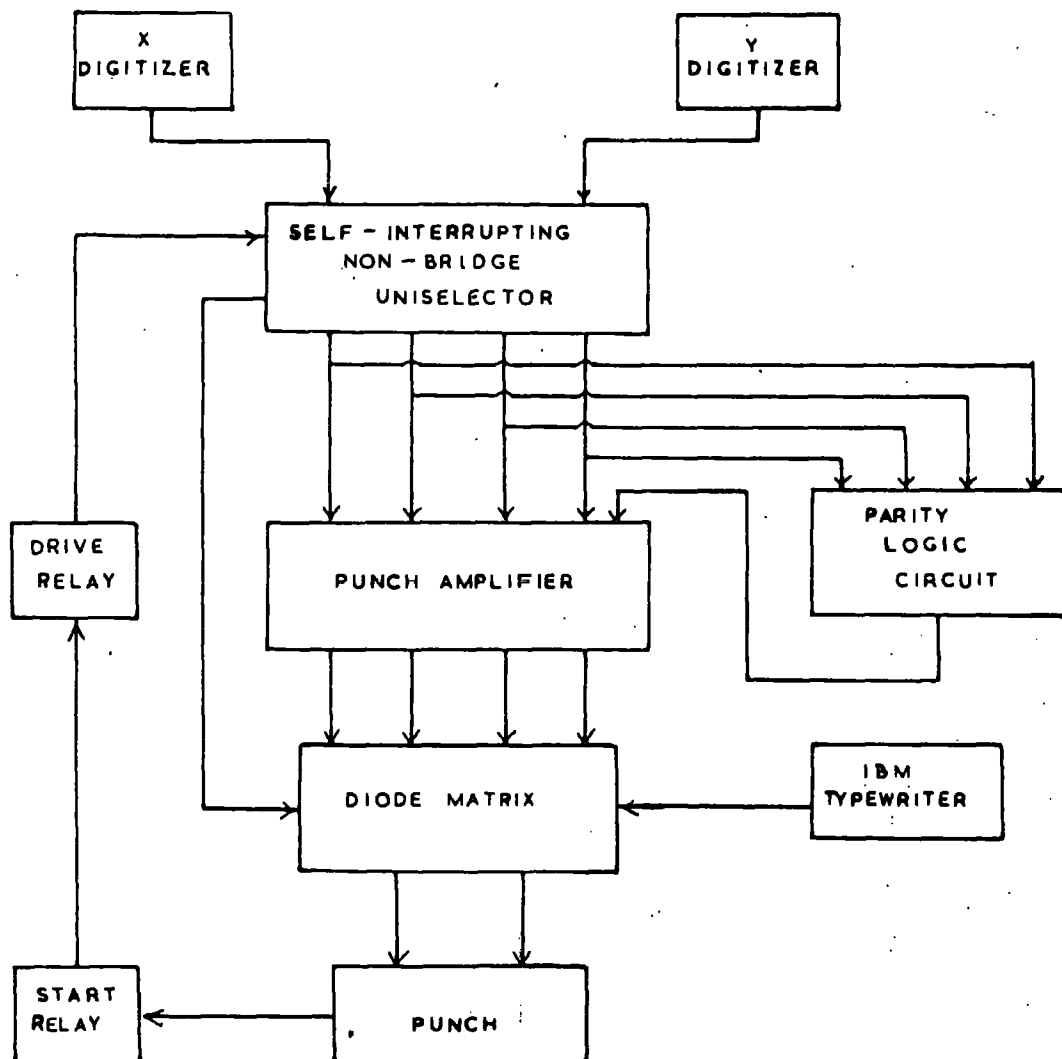 X
DIGITIZER
Y
DIGITIZER
SELF-INTERRUPTING
NON-BRIDGE
UNISELECTOR
DRIVE
RELAY
PUNCH AMPLIFIER
PARITY
LOGIC
CIRCUIT
DIODE MATRIX
IBM
TYPEWRITER
START
RELAY
PUNCH